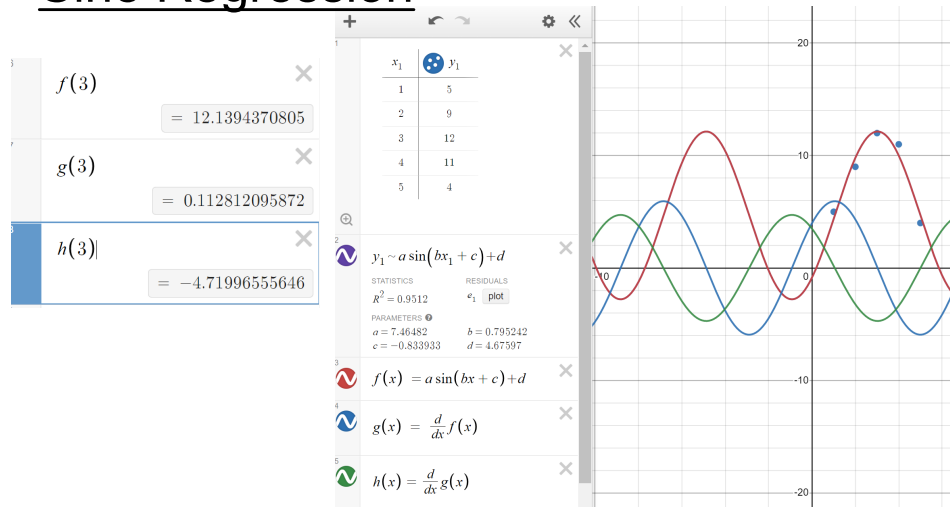 Sine Regression
f(3)
= 12.1394370805
g(3)
= 0.112812095872
h(3)
= −4.71996555646
1
x₁ y₁
1 5
2 9
3 12
4 11
5 4
2
y₁ ~ a sin(bx₁ + c)+d
STATISTICS RESIDUALS
R² = 0.9512 e₁ plot
PARAMETERS
a = 7.46482 b = 0.795242
c = −0.833933 d = 4.67597
3
f(x) = a sin(bx + c)+d
4
g(x) = d/dx f(x)
5
h(x) = d/dx g(x)
20
10
-10 0
-10
-20